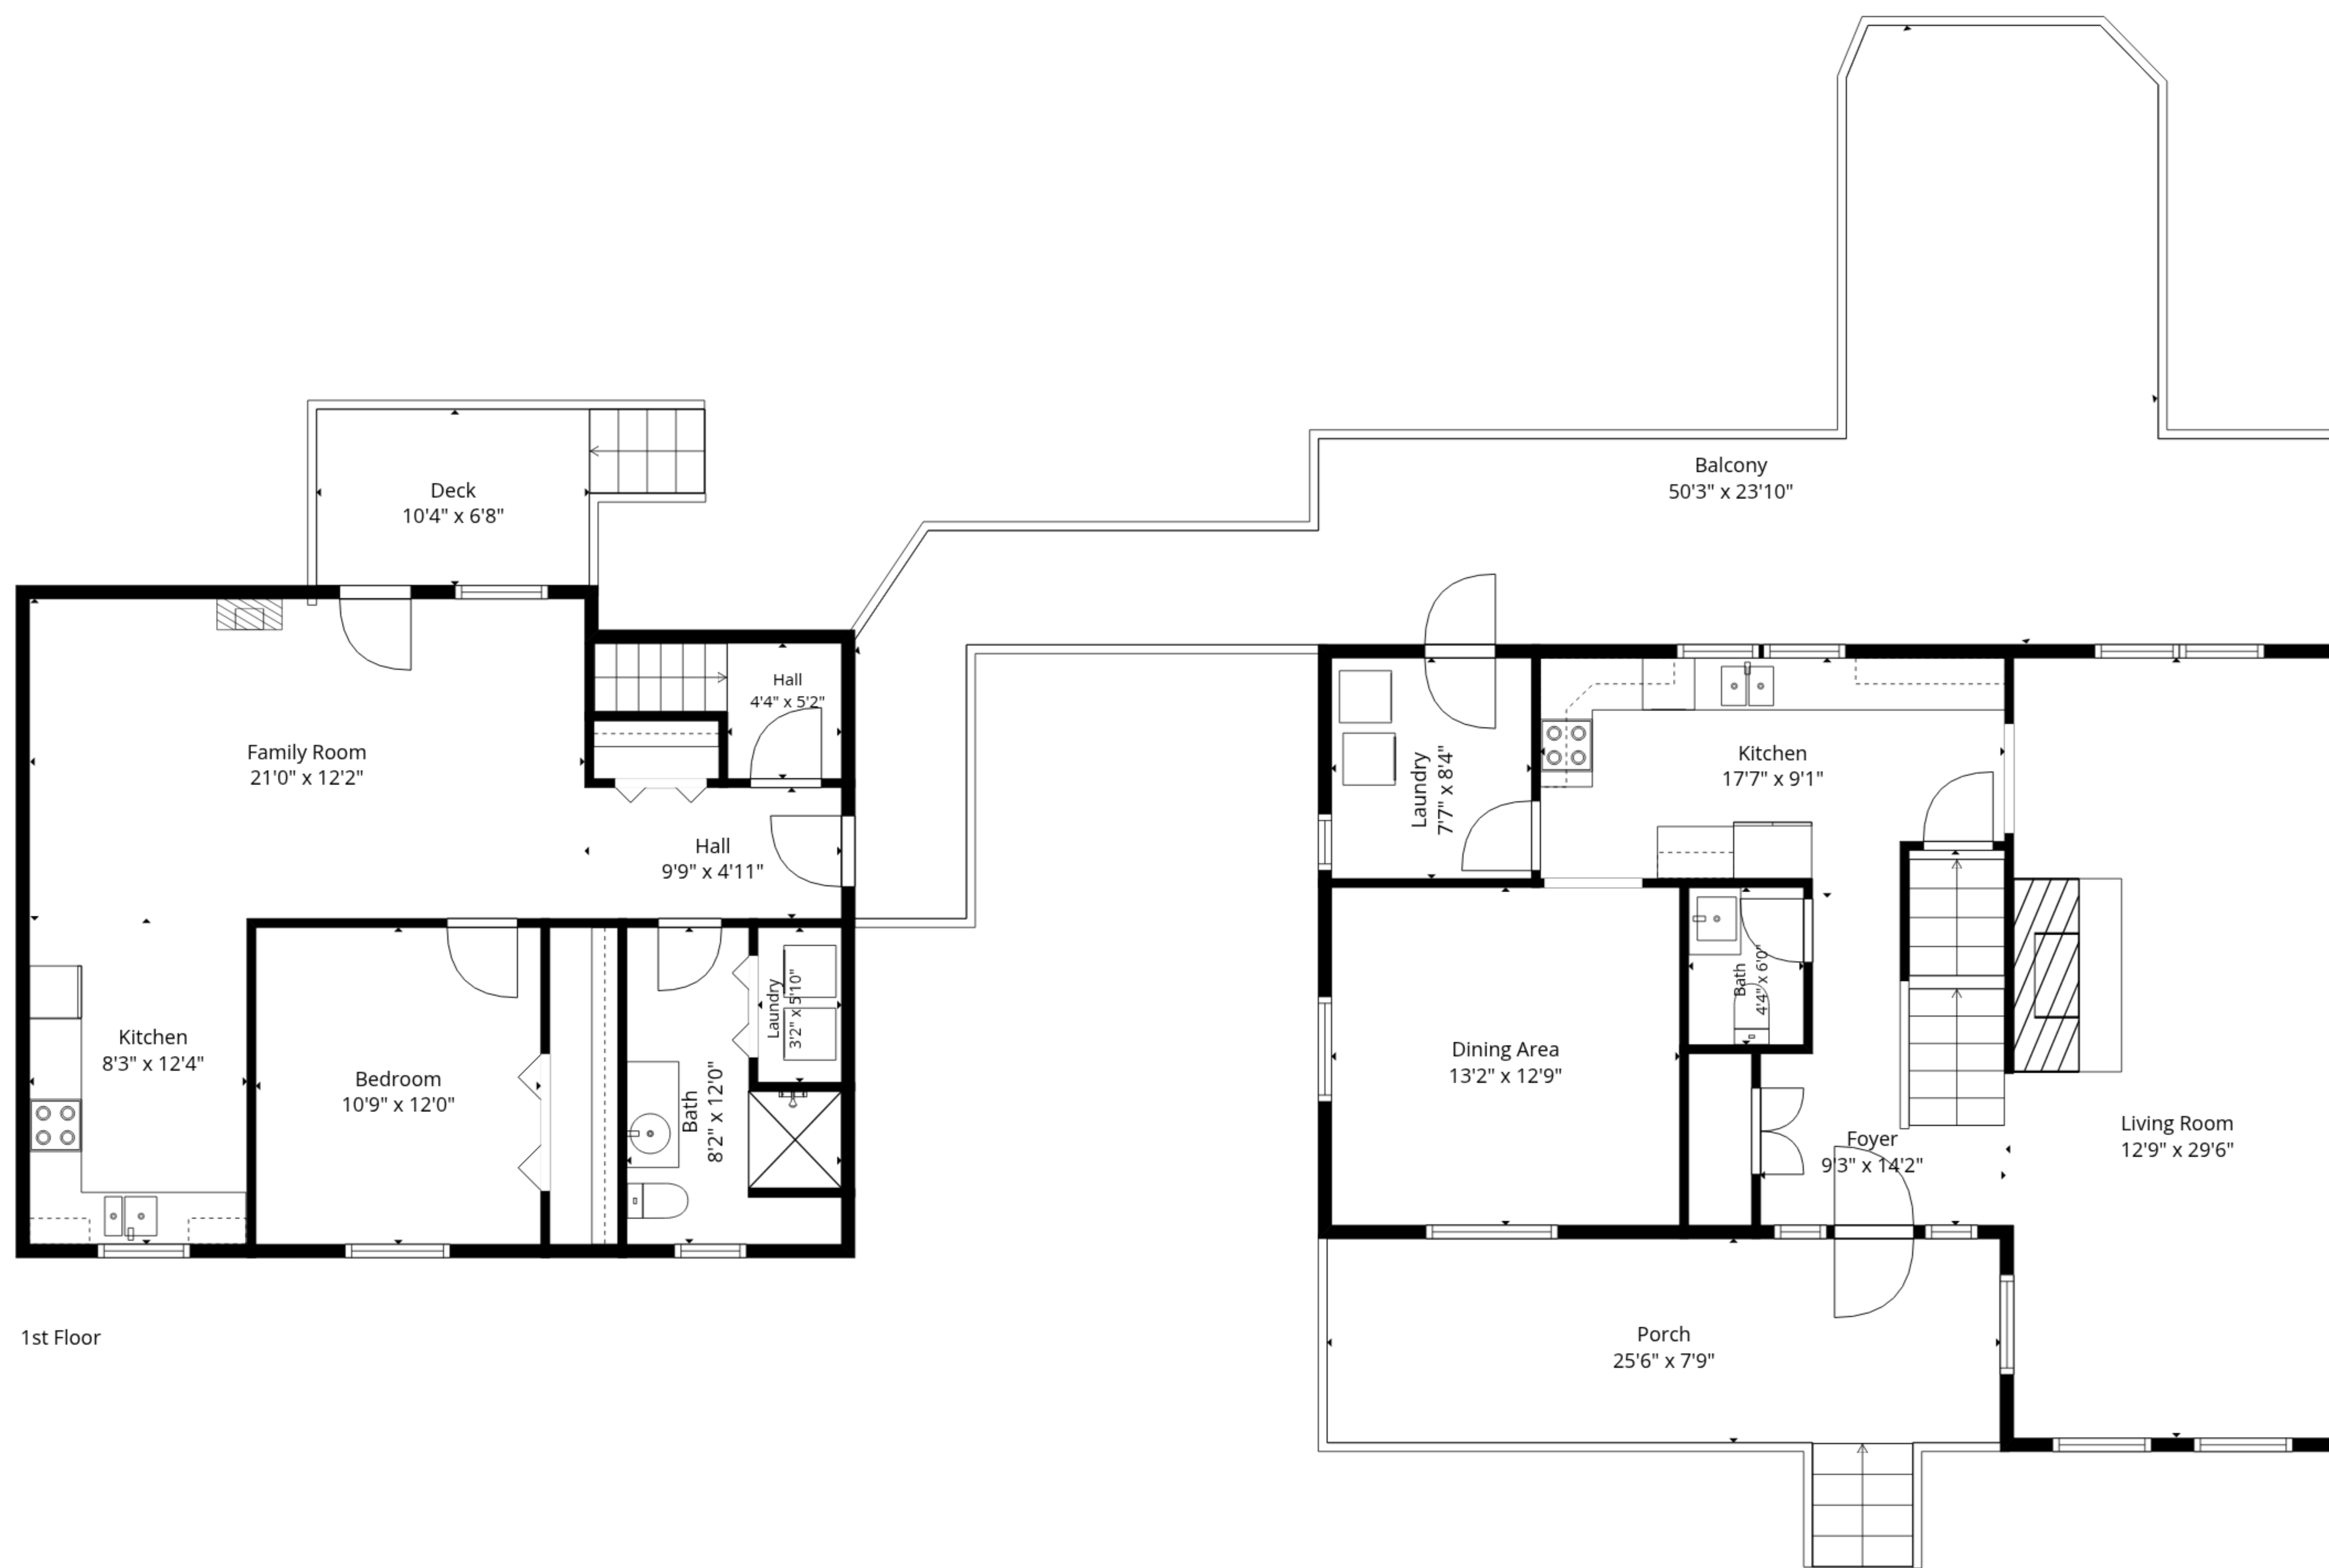 Balcony
50'3" x 23'10"
Deck
10'4" x 6'8"
Hall
4'4" x 5'2"
Family Room
21'0" x 12'2"
Hall
9'9" x 4'11"
Laundry
7'7" x 8'4"
Kitchen
17'7" x 9'1"
Kitchen
8'3" x 12'4"
Bedroom
10'9" x 12'0"
Bath
8'2" x 12'0"
Laundry
3'2" x 5'10"
Dining Area
13'2" x 12'9"
Bath
4'4" x 6'0"
Foyer
9'3" x 14'2"
Living Room
12'9" x 29'6"
Porch
25'6" x 7'9"
1st Floor